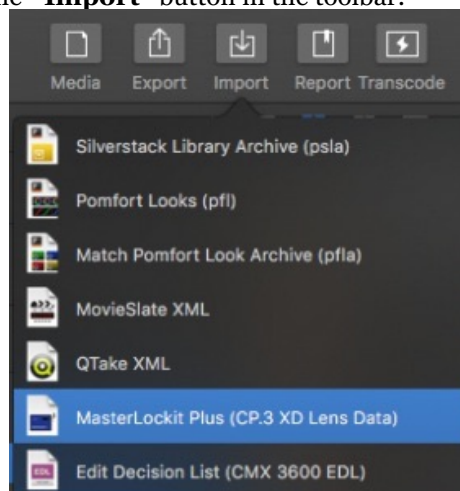 "Import" button in the toolbar.
Media Export Import Report Transcode
Silverstack Library Archive (psla)
Pomfort Looks (pfl)
Match Pomfort Look Archive (pfla)
MovieSlate XML
QTake XML
MasterLockit Plus (CP.3 XD Lens Data)
EDL Edit Decision List (CMX 3600 EDL)